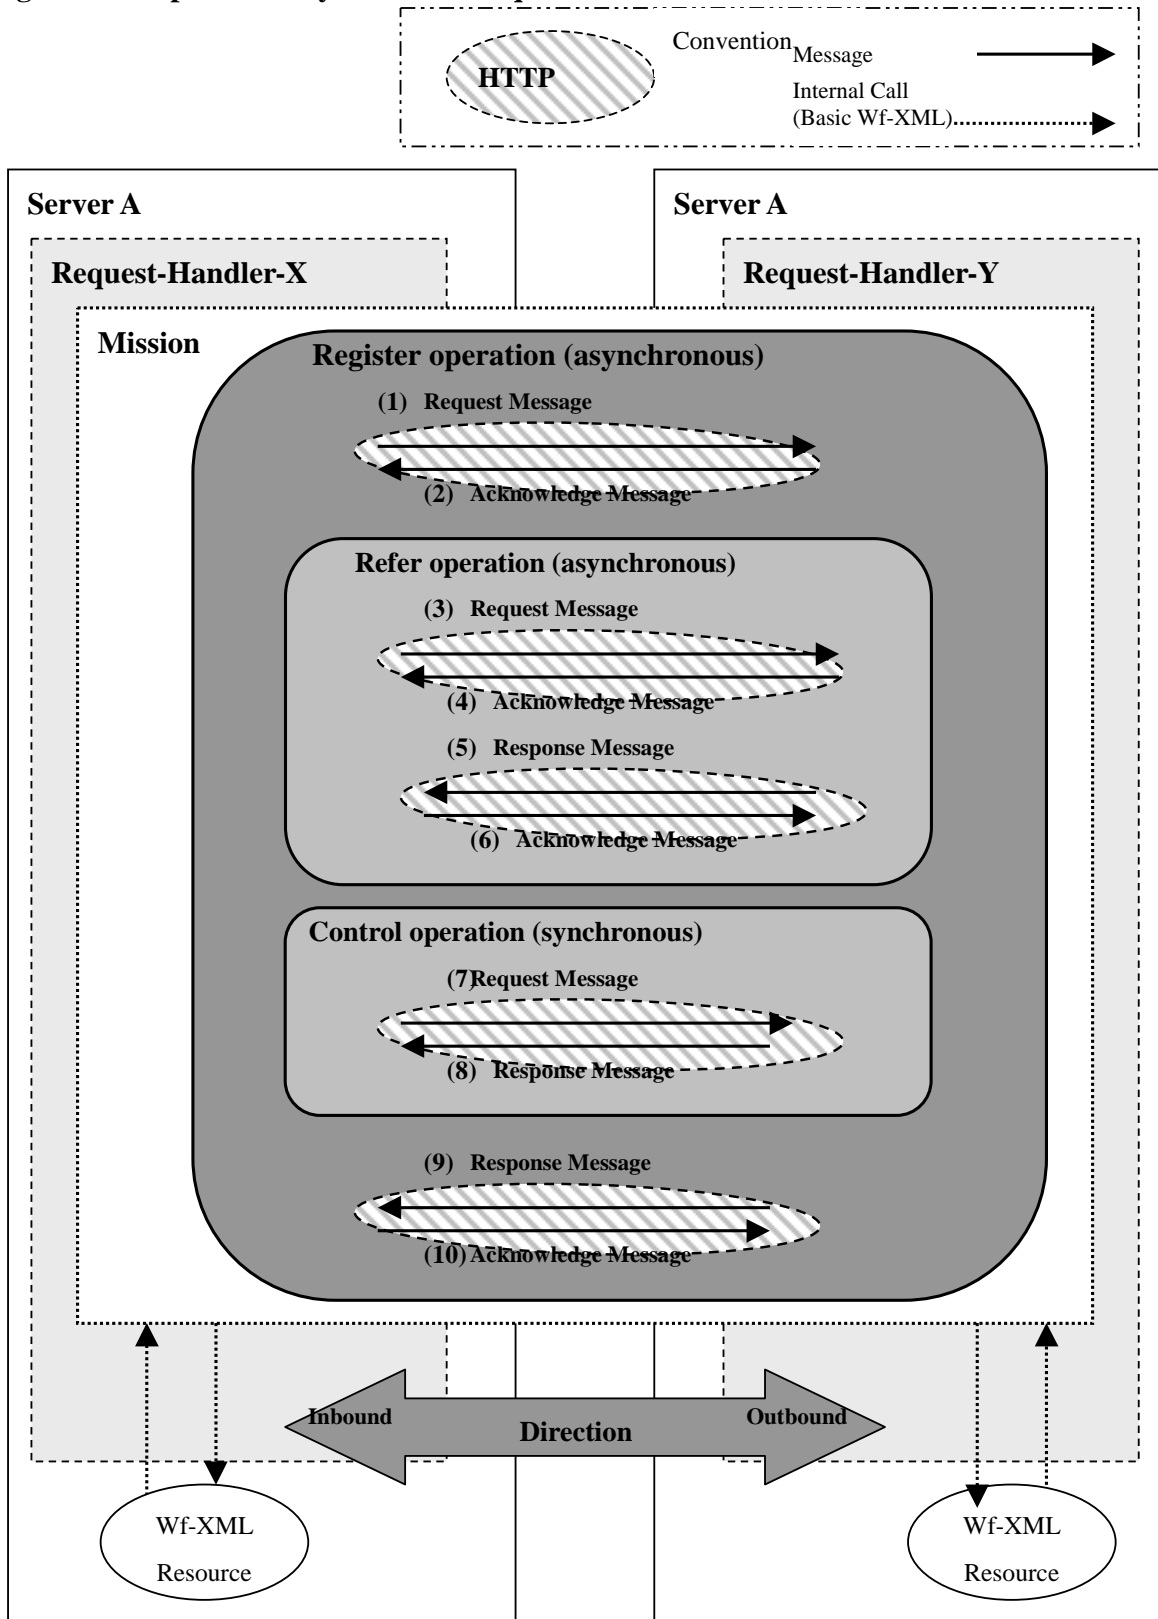 HTTP
Convention
Message
Internal Call
(Basic Wf-XML)
Server A
Server A
Request-Handler-X
Request-Handler-Y
Mission
Register operation (asynchronous)
(1) Request Message
(2) Acknowledge Message
Refer operation (asynchronous)
(3) Request Message
(4) Acknowledge Message
(5) Response Message
(6) Acknowledge Message
Control operation (synchronous)
(7)Request Message
(8) Response Message
(9) Response Message
(10) Acknowledge Message
Inbound
Direction
Outbound
Wf-XML
Resource
Wf-XML
Resource